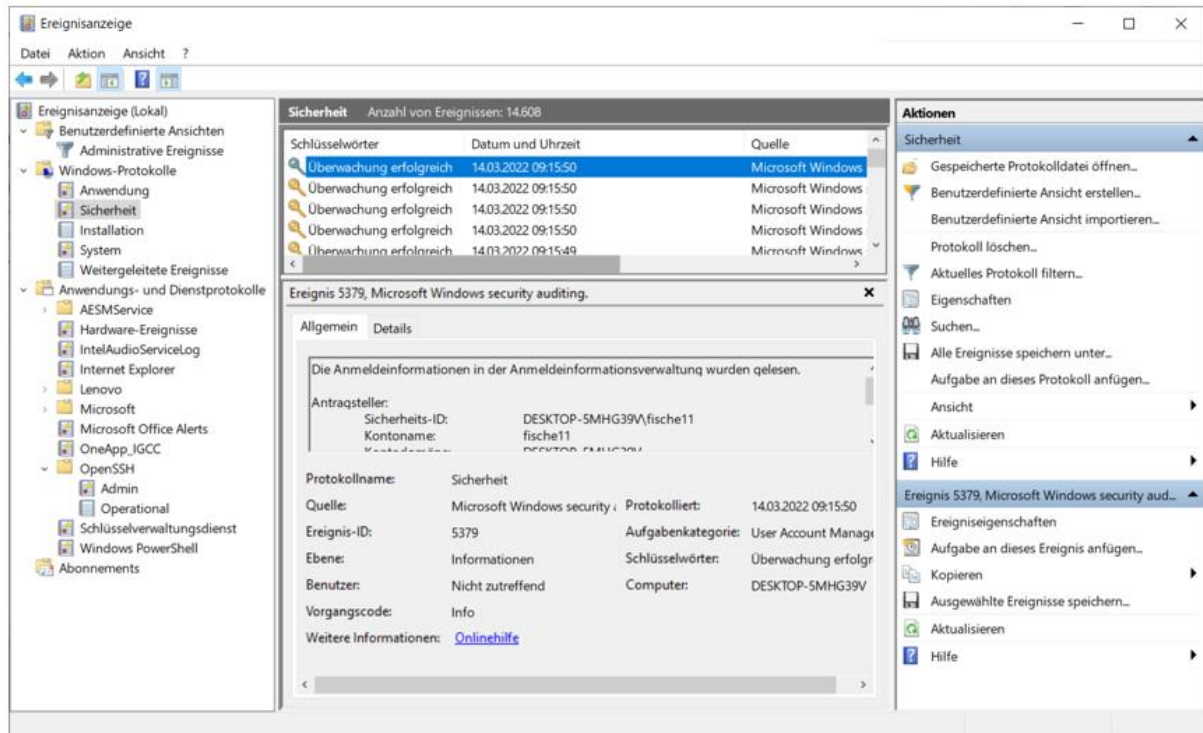 Ereignisanzeige
Datei Aktion Ansicht ?
Ereignisanzeige (Lokal)
Benutzerdefinierte Ansichten
Administrative Ereignisse
Windows-Protokolle
Anwendung
Sicherheit
Installation
System
Weitergeleitete Ereignisse
Anwendungs- und Dienstprotokolle
AESMService
Hardware-Ereignisse
IntelAudioServiceLog
Internet Explorer
Lenovo
Microsoft
Microsoft Office Alerts
OneApp_IGCC
OpenSSH
Admin
Operational
Schlüsselverwaltungsdienst
Windows PowerShell
Abonnements
Sicherheit Anzahl von Ereignissen: 14.608
Schlüsselwörter Datum und Uhrzeit Quelle
Überwachung erfolgreich 14.03.2022 09:15:50 Microsoft Windows
Überwachung erfolgreich 14.03.2022 09:15:50 Microsoft Windows
Überwachung erfolgreich 14.03.2022 09:15:50 Microsoft Windows
Überwachung erfolgreich 14.03.2022 09:15:50 Microsoft Windows
Überwachung erfolgreich 14.03.2022 09:15:49 Microsoft Windows
Ereignis 5379, Microsoft Windows security auditing.
Allgemein Details
Die Anmeldeinformationen in der Anmeldeinformationsverwaltung wurden gelesen.
Antragsteller:
Sicherheits-ID: DESKTOP-5MHG39V\fische11
Kontoname: fische11
Protokollname: Sicherheit
Quelle: Microsoft Windows security Protokolliert: 14.03.2022 09:15:50
Ereignis-ID: 5379 Aufgabenkategorie: User Account Manage
Ebene: Informationen Schlüsselwörter: Überwachung erfolgr
Benutzer: Nicht zutreffend Computer: DESKTOP-5MHG39V
Vorgangscode: Info
Weitere Informationen: Onlinehilfe
Aktionen
Sicherheit
Gespeicherte Protokolldatei öffnen...
Benutzerdefinierte Ansicht erstellen...
Benutzerdefinierte Ansicht importieren...
Protokoll löschen...
Aktuelles Protokoll filtern...
Eigenschaften
Suchen...
Alle Ereignisse speichern unter...
Aufgabe an dieses Protokoll anfügen...
Ansicht
Aktualisieren
Hilfe
Ereignis 5379, Microsoft Windows security aud...
Ereigniseigenschaften
Aufgabe an dieses Ereignis anfügen...
Kopieren
Ausgewählte Ereignisse speichern...
Aktualisieren
Hilfe